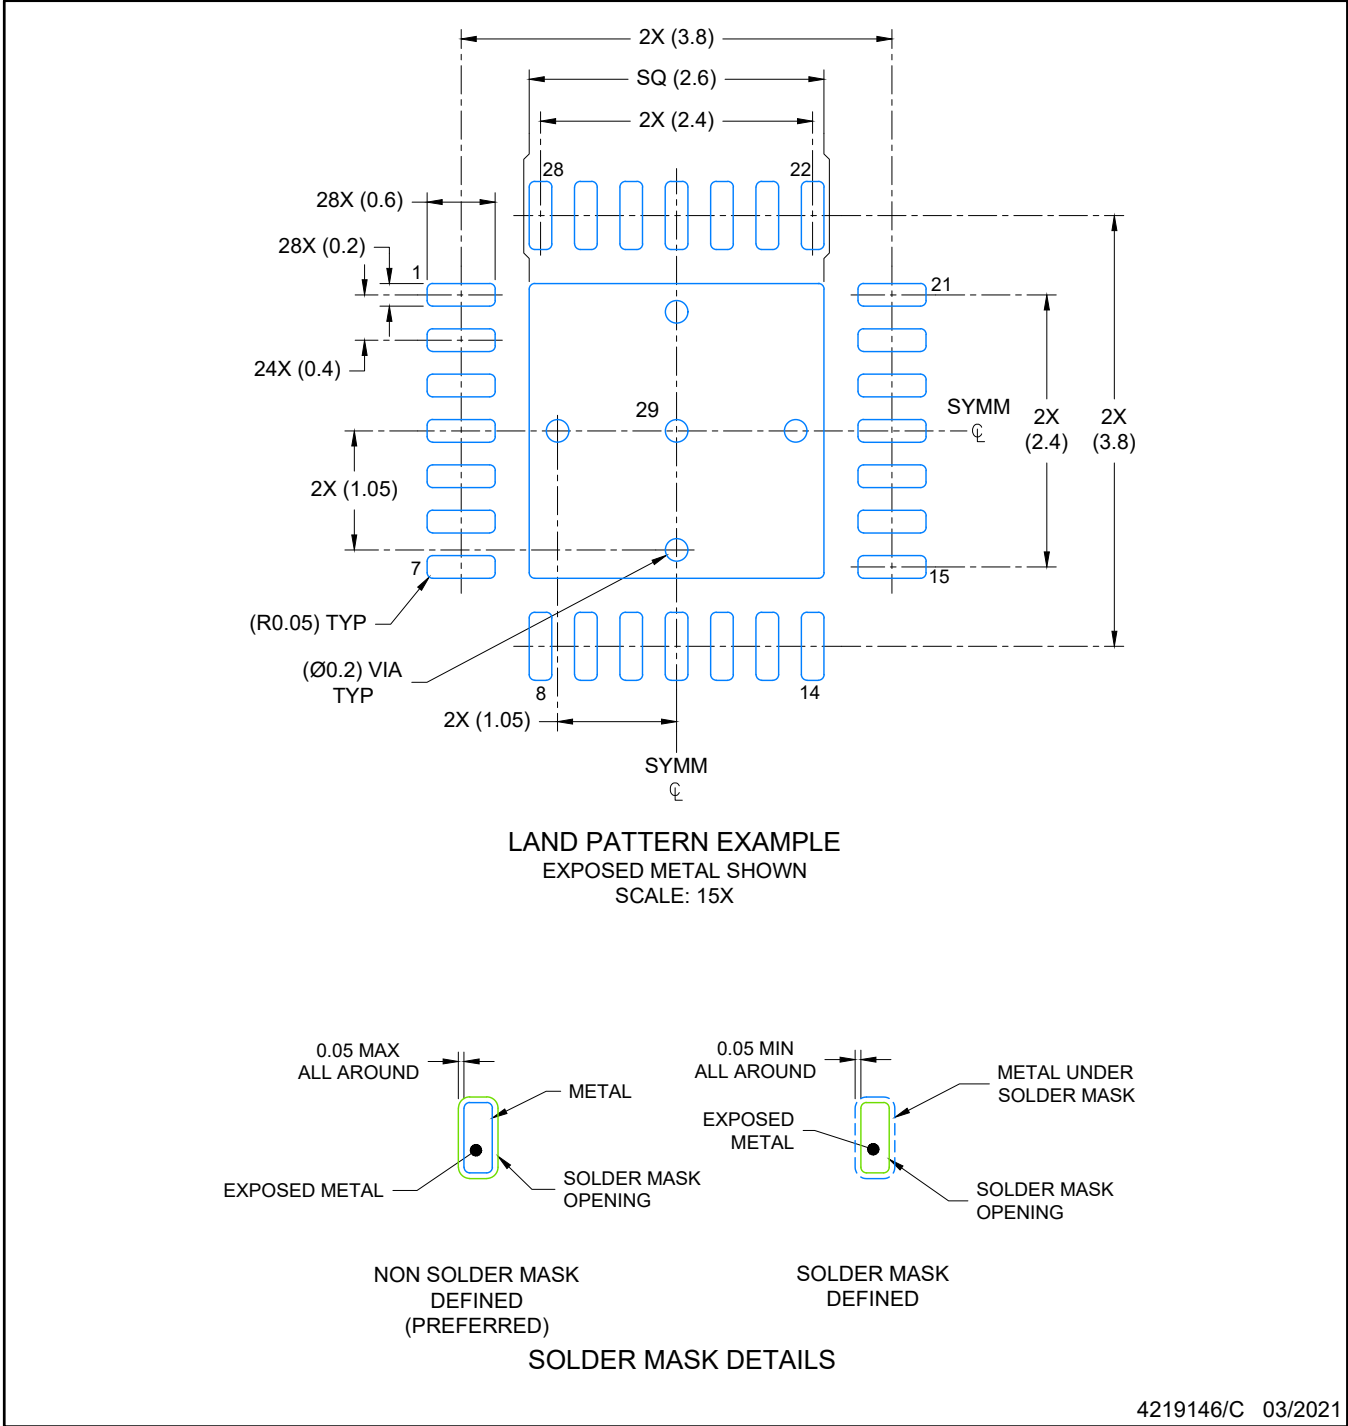 2X (3.8)
SQ (2.6)
2X (2.4)
28
22
28X (0.6)
28X (0.2)
1
21
24X (0.4)
29
SYMM
℄
2X
(2.4)
2X
(3.8)
2X (1.05)
7
15
(R0.05) TYP
(Ø0.2) VIA
TYP
8
14
2X (1.05)
SYMM
℄
LAND PATTERN EXAMPLE
EXPOSED METAL SHOWN
SCALE: 15X
0.05 MAX
ALL AROUND
METAL
EXPOSED METAL
SOLDER MASK
OPENING
NON SOLDER MASK
DEFINED
(PREFERRED)
0.05 MIN
ALL AROUND
METAL UNDER
SOLDER MASK
EXPOSED
METAL
SOLDER MASK
OPENING
SOLDER MASK
DEFINED
SOLDER MASK DETAILS
4219146/C 03/2021